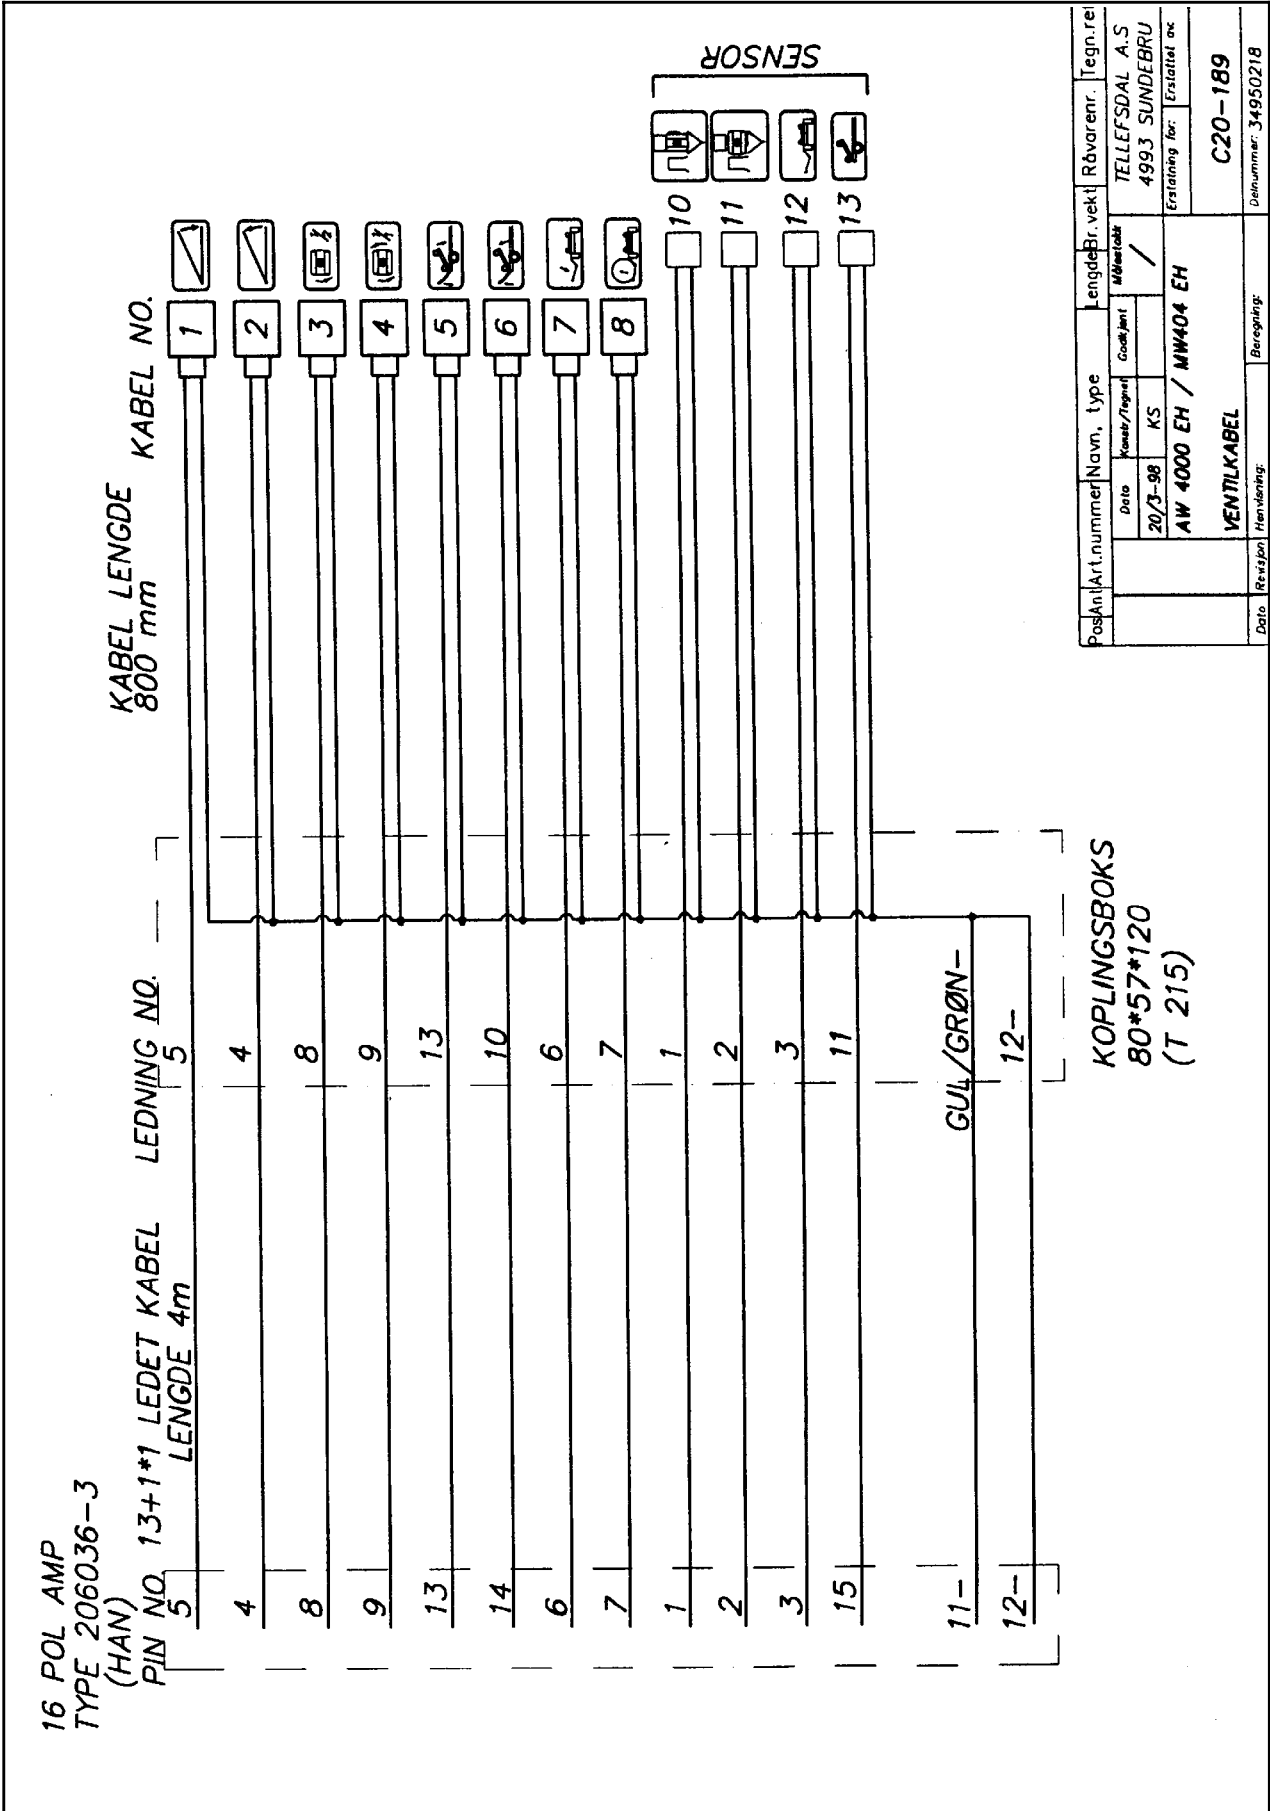 16 POL AMP
TYPE 206036-3
(HAN)
PIN NO.
13+1*1 LEDET KABEL
LENGDE 4m
LEDNING NO.
KABEL LENGDE
800 mm
KABEL NO.
5 5 1
4 4 2
8 8 3
9 9 4
13 13 5
14 10 6
6 6 7
7 7 8
1 1 10
2 2 11
3 3 12
15 11 13
SENSOR
11- GUL/GRØN-
12- 12-
KOPLINGSBOKS
80*57*120
(T 215)
Pos Ant Art.nummer Navn, type Lengde Br.vekt Råvarenr. Tegn.ref
Dato Konstr/Tegnet Godkjent Målestokk
20/3-98 KS /
TELLEFSDAL A.S
4993 SUNDEBRU
AW 4000 EH / MW404 EH
Erstatning for: Erstattet av:
VENTILKABEL
C20-189
Dato Revisjon Henvisning: Beregning: Delnummer: 34950218